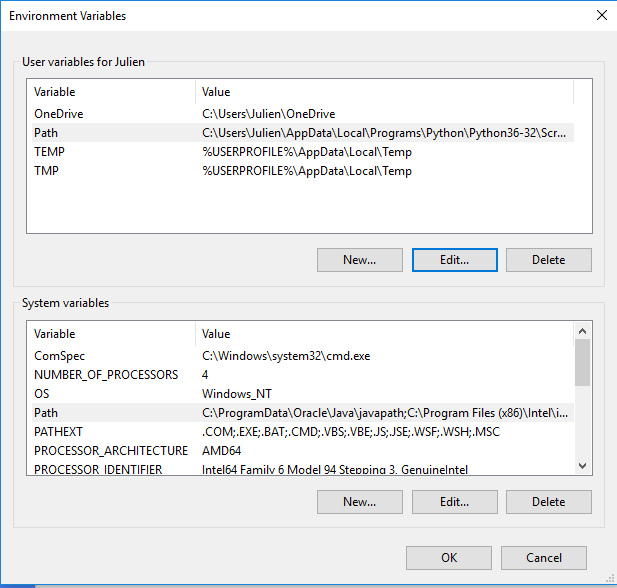 Environment Variables
User variables for Julien
Variable Value
OneDrive C:\Users\Julien\OneDrive
Path C:\Users\Julien\AppData\Local\Programs\Python\Python36-32\Scr...
TEMP %USERPROFILE%\AppData\Local\Temp
TMP %USERPROFILE%\AppData\Local\Temp
New... Edit... Delete
System variables
Variable Value
ComSpec C:\Windows\system32\cmd.exe
NUMBER_OF_PROCESSORS 4
OS Windows_NT
Path C:\ProgramData\Oracle\Java\javapath;C:\Program Files (x86)\Intel\i...
PATHEXT .COM;.EXE;.BAT;.CMD;.VBS;.VBE;.JS;.JSE;.WSF;.WSH;.MSC
PROCESSOR_ARCHITECTURE AMD64
PROCESSOR_IDENTIFIER Intel64 Family 6 Model 94 Stepping 3, GenuineIntel
New... Edit... Delete
OK Cancel